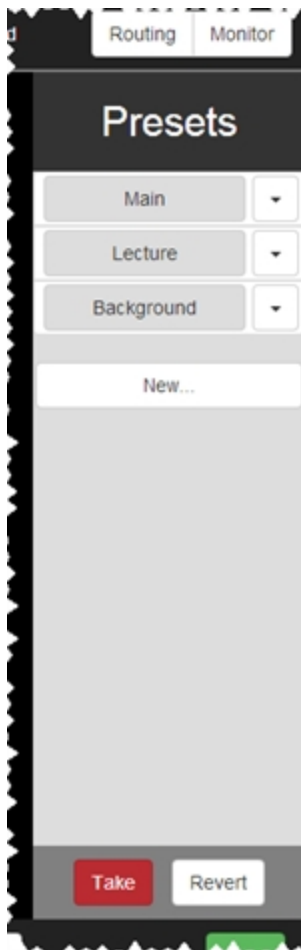 Routing Monitor
Presets
Main
Lecture
Background
New...
Take Revert